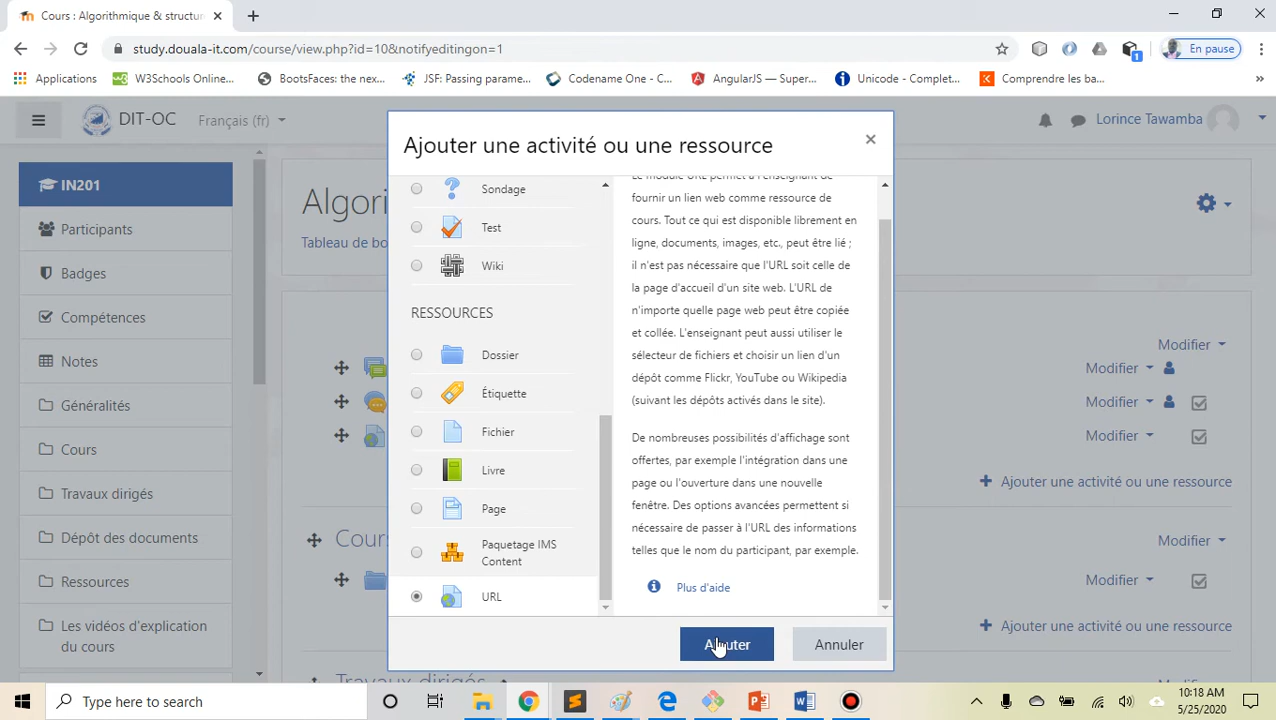 Cours : Algorithmique & structur
study.douala-it.com/course/view.php?id=10&notifyeditingon=1
En pause
Applications
W3Schools Online...
BootsFaces: the nex...
JSF: Passing parame...
Codename One - C...
AngularJS — Super...
Unicode - Complet...
Comprendre les ba...
»
DIT-OC
Français (fr)
Lorince Tawamba
Ajouter une activité ou une ressource
IN201
Participants
Badges
Compétences
Notes
Généralités
Cours
Travaux dirigés
Dépôt des documents
Ressources
Les vidéos d'explication
du cours
Algori
Tableau de bo
Sondage
Test
Wiki
RESSOURCES
Dossier
Étiquette
Fichier
Livre
Page
Paquetage IMS
Content
URL
Le module URL permet à l'enseignant de
fournir un lien web comme ressource de
cours. Tout ce qui est disponible librement en
ligne, documents, images, etc., peut être lié ;
il n'est pas nécessaire que l'URL soit celle de
la page d'accueil d'un site web. L'URL de
n'importe quelle page web peut être copiée
et collée. L'enseignant peut aussi utiliser le
sélecteur de fichiers et choisir un lien d'un
dépôt comme Flickr, YouTube ou Wikipedia
(suivant les dépôts activés dans le site).
De nombreuses possibilités d'affichage sont
offertes, par exemple l'intégration dans une
page ou l'ouverture dans une nouvelle
fenêtre. Des options avancées permettent si
nécessaire de passer à l'URL des informations
telles que le nom du participant, par exemple.
Plus d'aide
Ajouter
Annuler
Modifier
Modifier
Modifier
Modifier
+ Ajouter une activité ou une ressource
Cours
Modifier
Modifier
+ Ajouter une activité ou une ressource
Travaux dirigés
Modifier
Type here to search
10:18 AM
5/25/2020